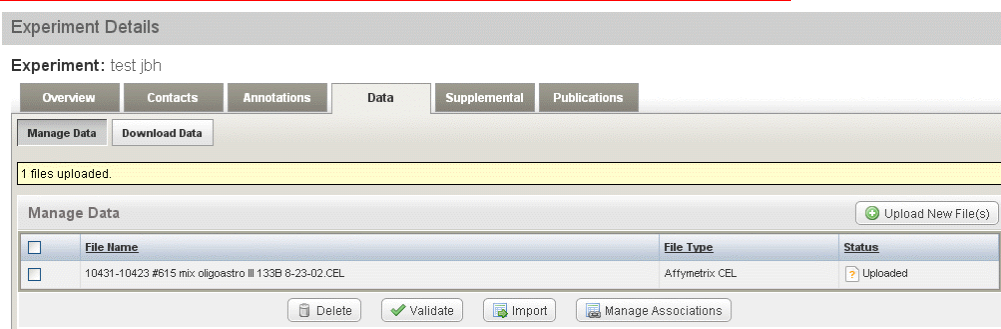 Experiment Details
Experiment: test jbh
Overview Contacts Annotations Data Supplemental Publications
Manage Data Download Data
1 files uploaded.
Manage Data Upload New File(s)
File Name File Type Status
10431-10423 #615 mix oligoastro III 133B 8-23-02.CEL Affymetrix CEL ? Uploaded
Delete Validate Import Manage Associations